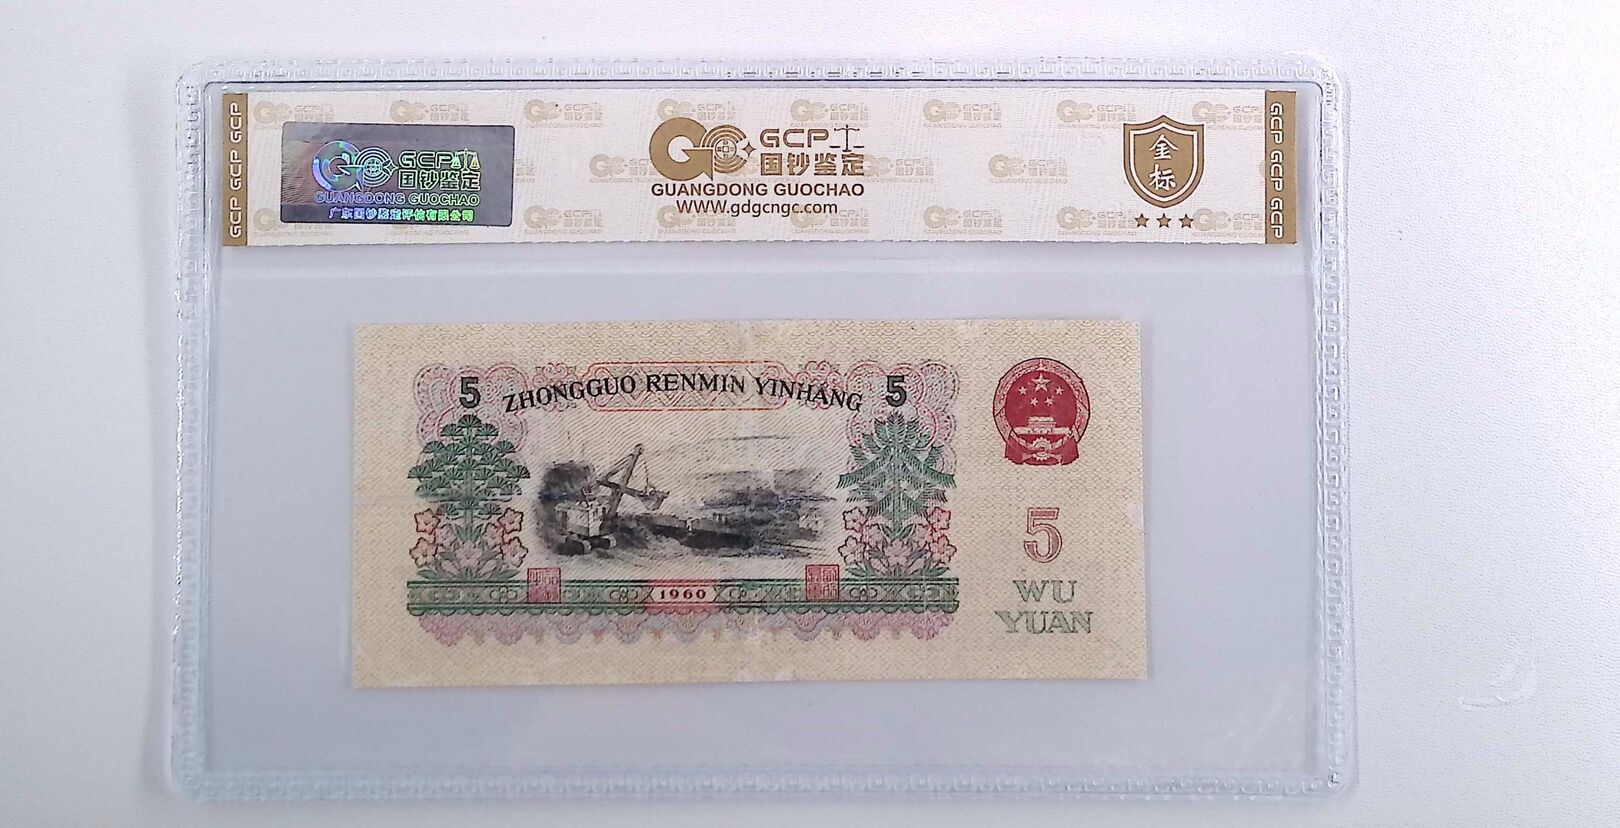 GCP GCP GCP
GCP
国钞鉴定
GUANGDONG GUOCHAO
广东国钞鉴定评估有限公司
GCP
国钞鉴定
GUANGDONG GUOCHAO
WWW.gdgcngc.com
金标
GCP GCP GCP
5
ZHONGGUO RENMIN YINHANG
5
5
WU
YUAN
1960